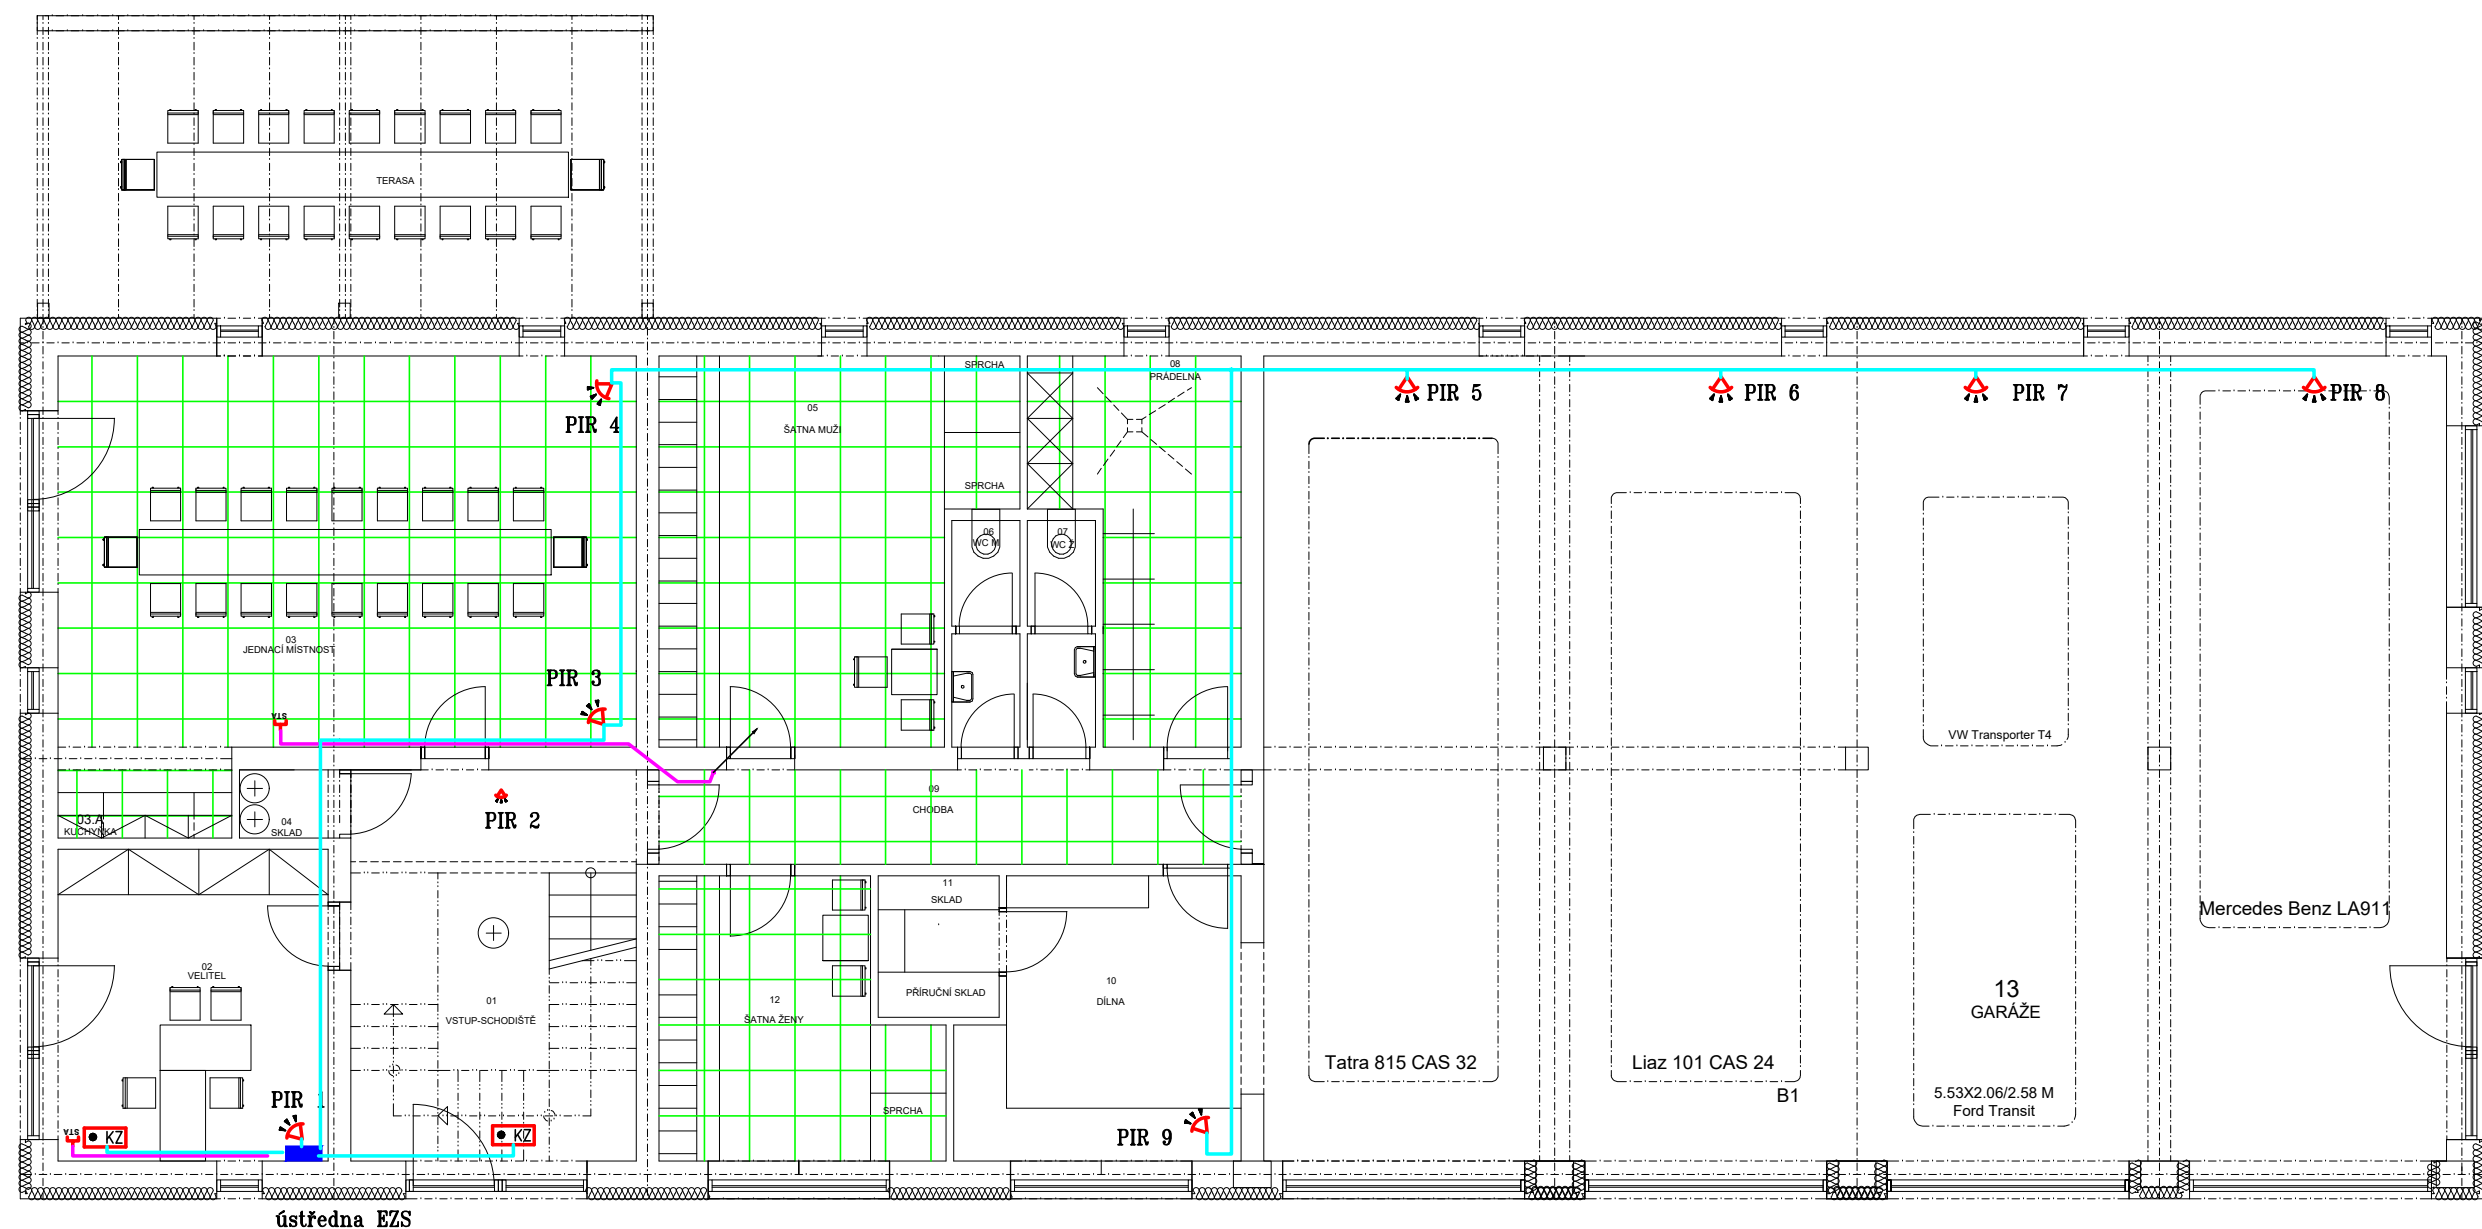 TERASA
SPRCHA
08
PRÁDELNA
PIR 4
05
ŠATNA MUŽI
PIR 5
PIR 6
PIR 7
PIR 8
SPRCHA
06
WC M
07
WC Ž
03
JEDNACÍ MÍSTNOST
PIR 3
STA
VW Transporter T4
09
CHODBA
PIR 2
03.A
KUCHYŇKA
04
SKLAD
11
SKLAD
Mercedes Benz LA911
02
VELITEL
01
VSTUP-SCHODIŠTĚ
12
ŠATNA ŽENY
PŘÍRUČNÍ SKLAD
10
DÍLNA
13
GARÁŽE
Tatra 815 CAS 32
Liaz 101 CAS 24
B1
5.53X2.06/2.58 M
Ford Transit
PIR 1
SPRCHA
STA
KZ
KZ
PIR 9
ústředna EZS